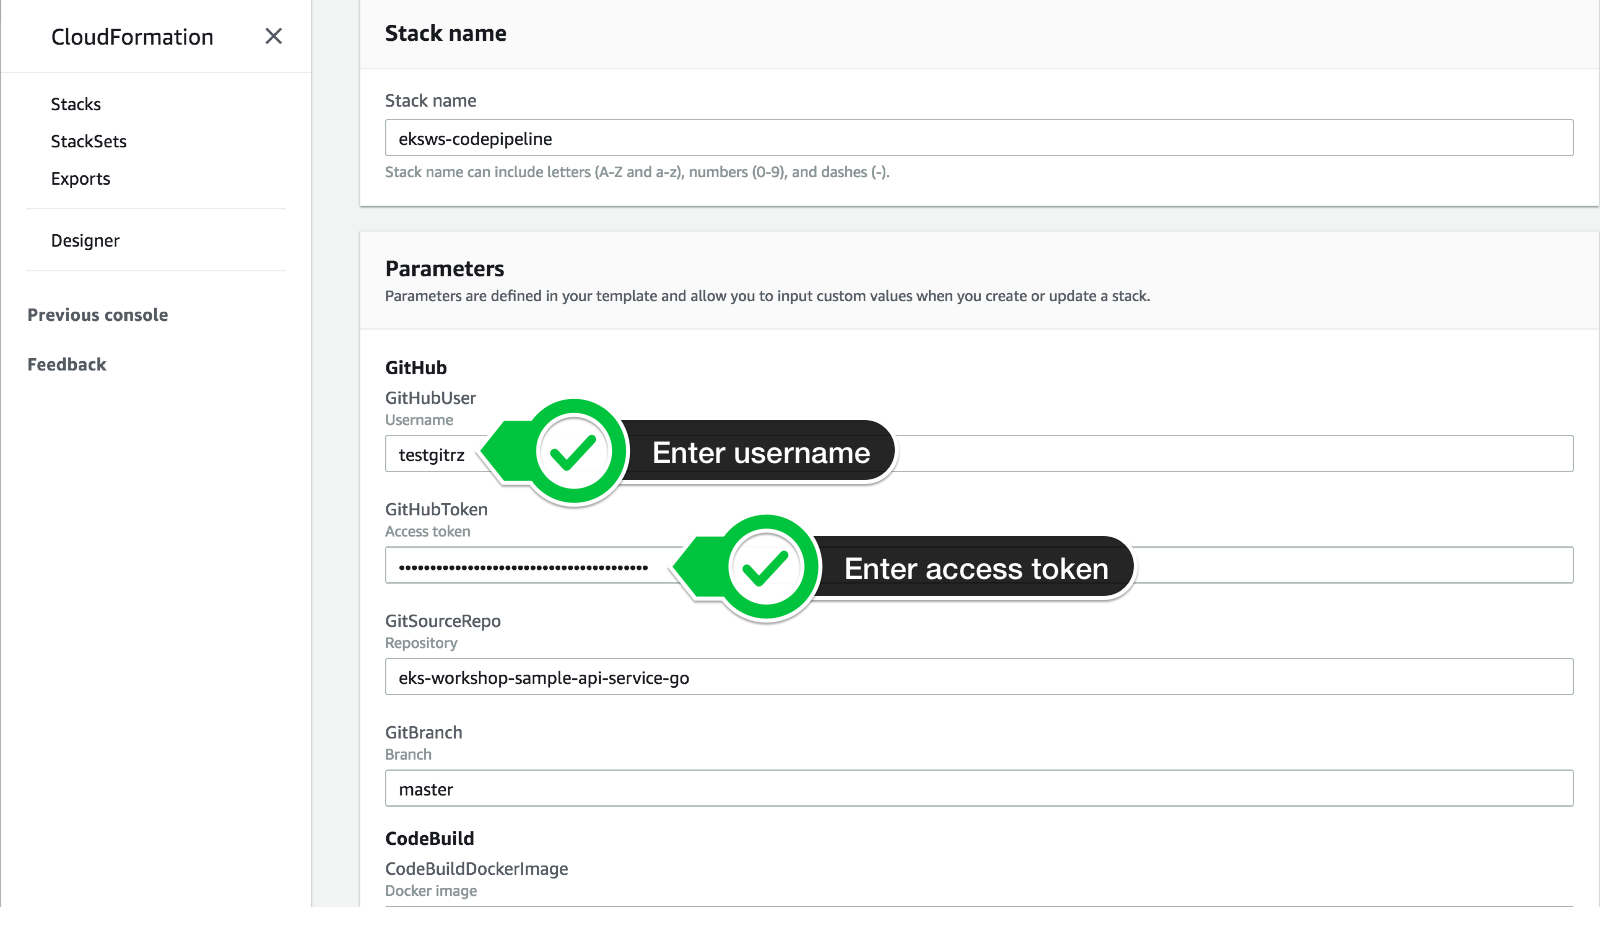 CloudFormation
Stacks
StackSets
Exports
Designer
Previous console
Feedback
Stack name
Stack name
eksws-codepipeline
Stack name can include letters (A-Z and a-z), numbers (0-9), and dashes (-).
Parameters
Parameters are defined in your template and allow you to input custom values when you create or update a stack.
GitHub
GitHubUser
Username
testgitrz
Enter username
GitHubToken
Access token
••••••••••••••••••••••••••••••••••••••••
Enter access token
GitSourceRepo
Repository
eks-workshop-sample-api-service-go
GitBranch
Branch
master
CodeBuild
CodeBuildDockerImage
Docker image